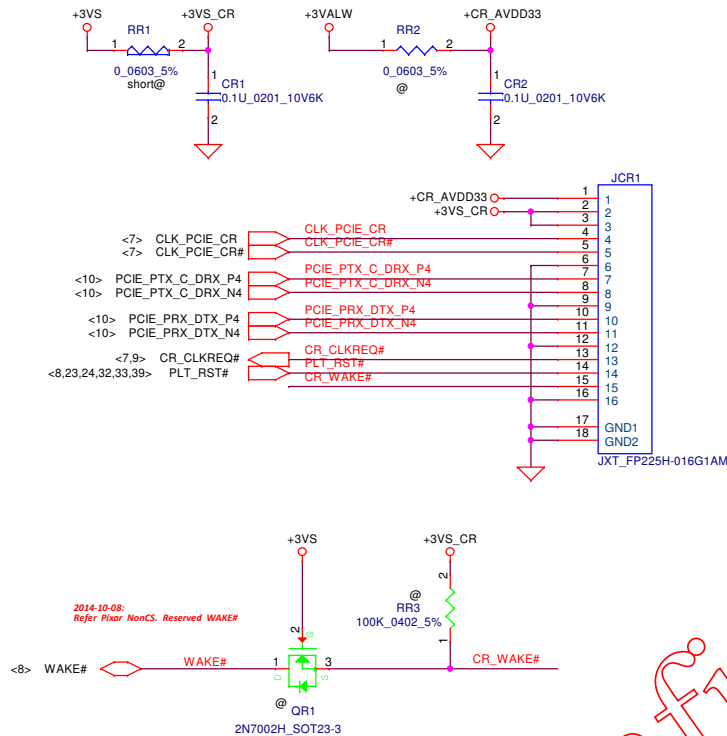 +3VS +3VS_CR +3VALW +CR_AVDD33
RR1 RR2
1 2 1 2
0_0603_5% 0_0603_5%
short@ @
1 CR1 1 CR2
0.1U_0201_10V6K 0.1U_0201_10V6K
2 2
JCR1
+CR_AVDD33 1 1
+3VS_CR 2 2
3 3
<7> CLK_PCIE_CR CLK_PCIE_CR 4 4
<7> CLK_PCIE_CR# CLK_PCIE_CR# 5 5
6 6
<10> PCIE_PTX_C_DRX_P4 PCIE_PTX_C_DRX_P4 7 7
<10> PCIE_PTX_C_DRX_N4 PCIE_PTX_C_DRX_N4 8 8
9 9
<10> PCIE_PRX_DTX_P4 PCIE_PRX_DTX_P4 10 10
<10> PCIE_PRX_DTX_N4 PCIE_PRX_DTX_N4 11 11
12 12
<7,9> CR_CLKREQ# CR_CLKREQ# 13 13
<8,23,24,32,33,39> PLT_RST# PLT_RST# 14 14
CR_WAKE# 15 15
16 16
17 GND1
18 GND2
JXT_FP225H-016G1AM
+3VS +3VS_CR
2
@
RR3
100K_0402_5%
1
2014-10-08:
Refer Pixar NonCS. Reserved WAKE#
2 G
<8> WAKE# WAKE# 1 D S 3 CR_WAKE#
@
QR1
2N7002H_SOT23-3